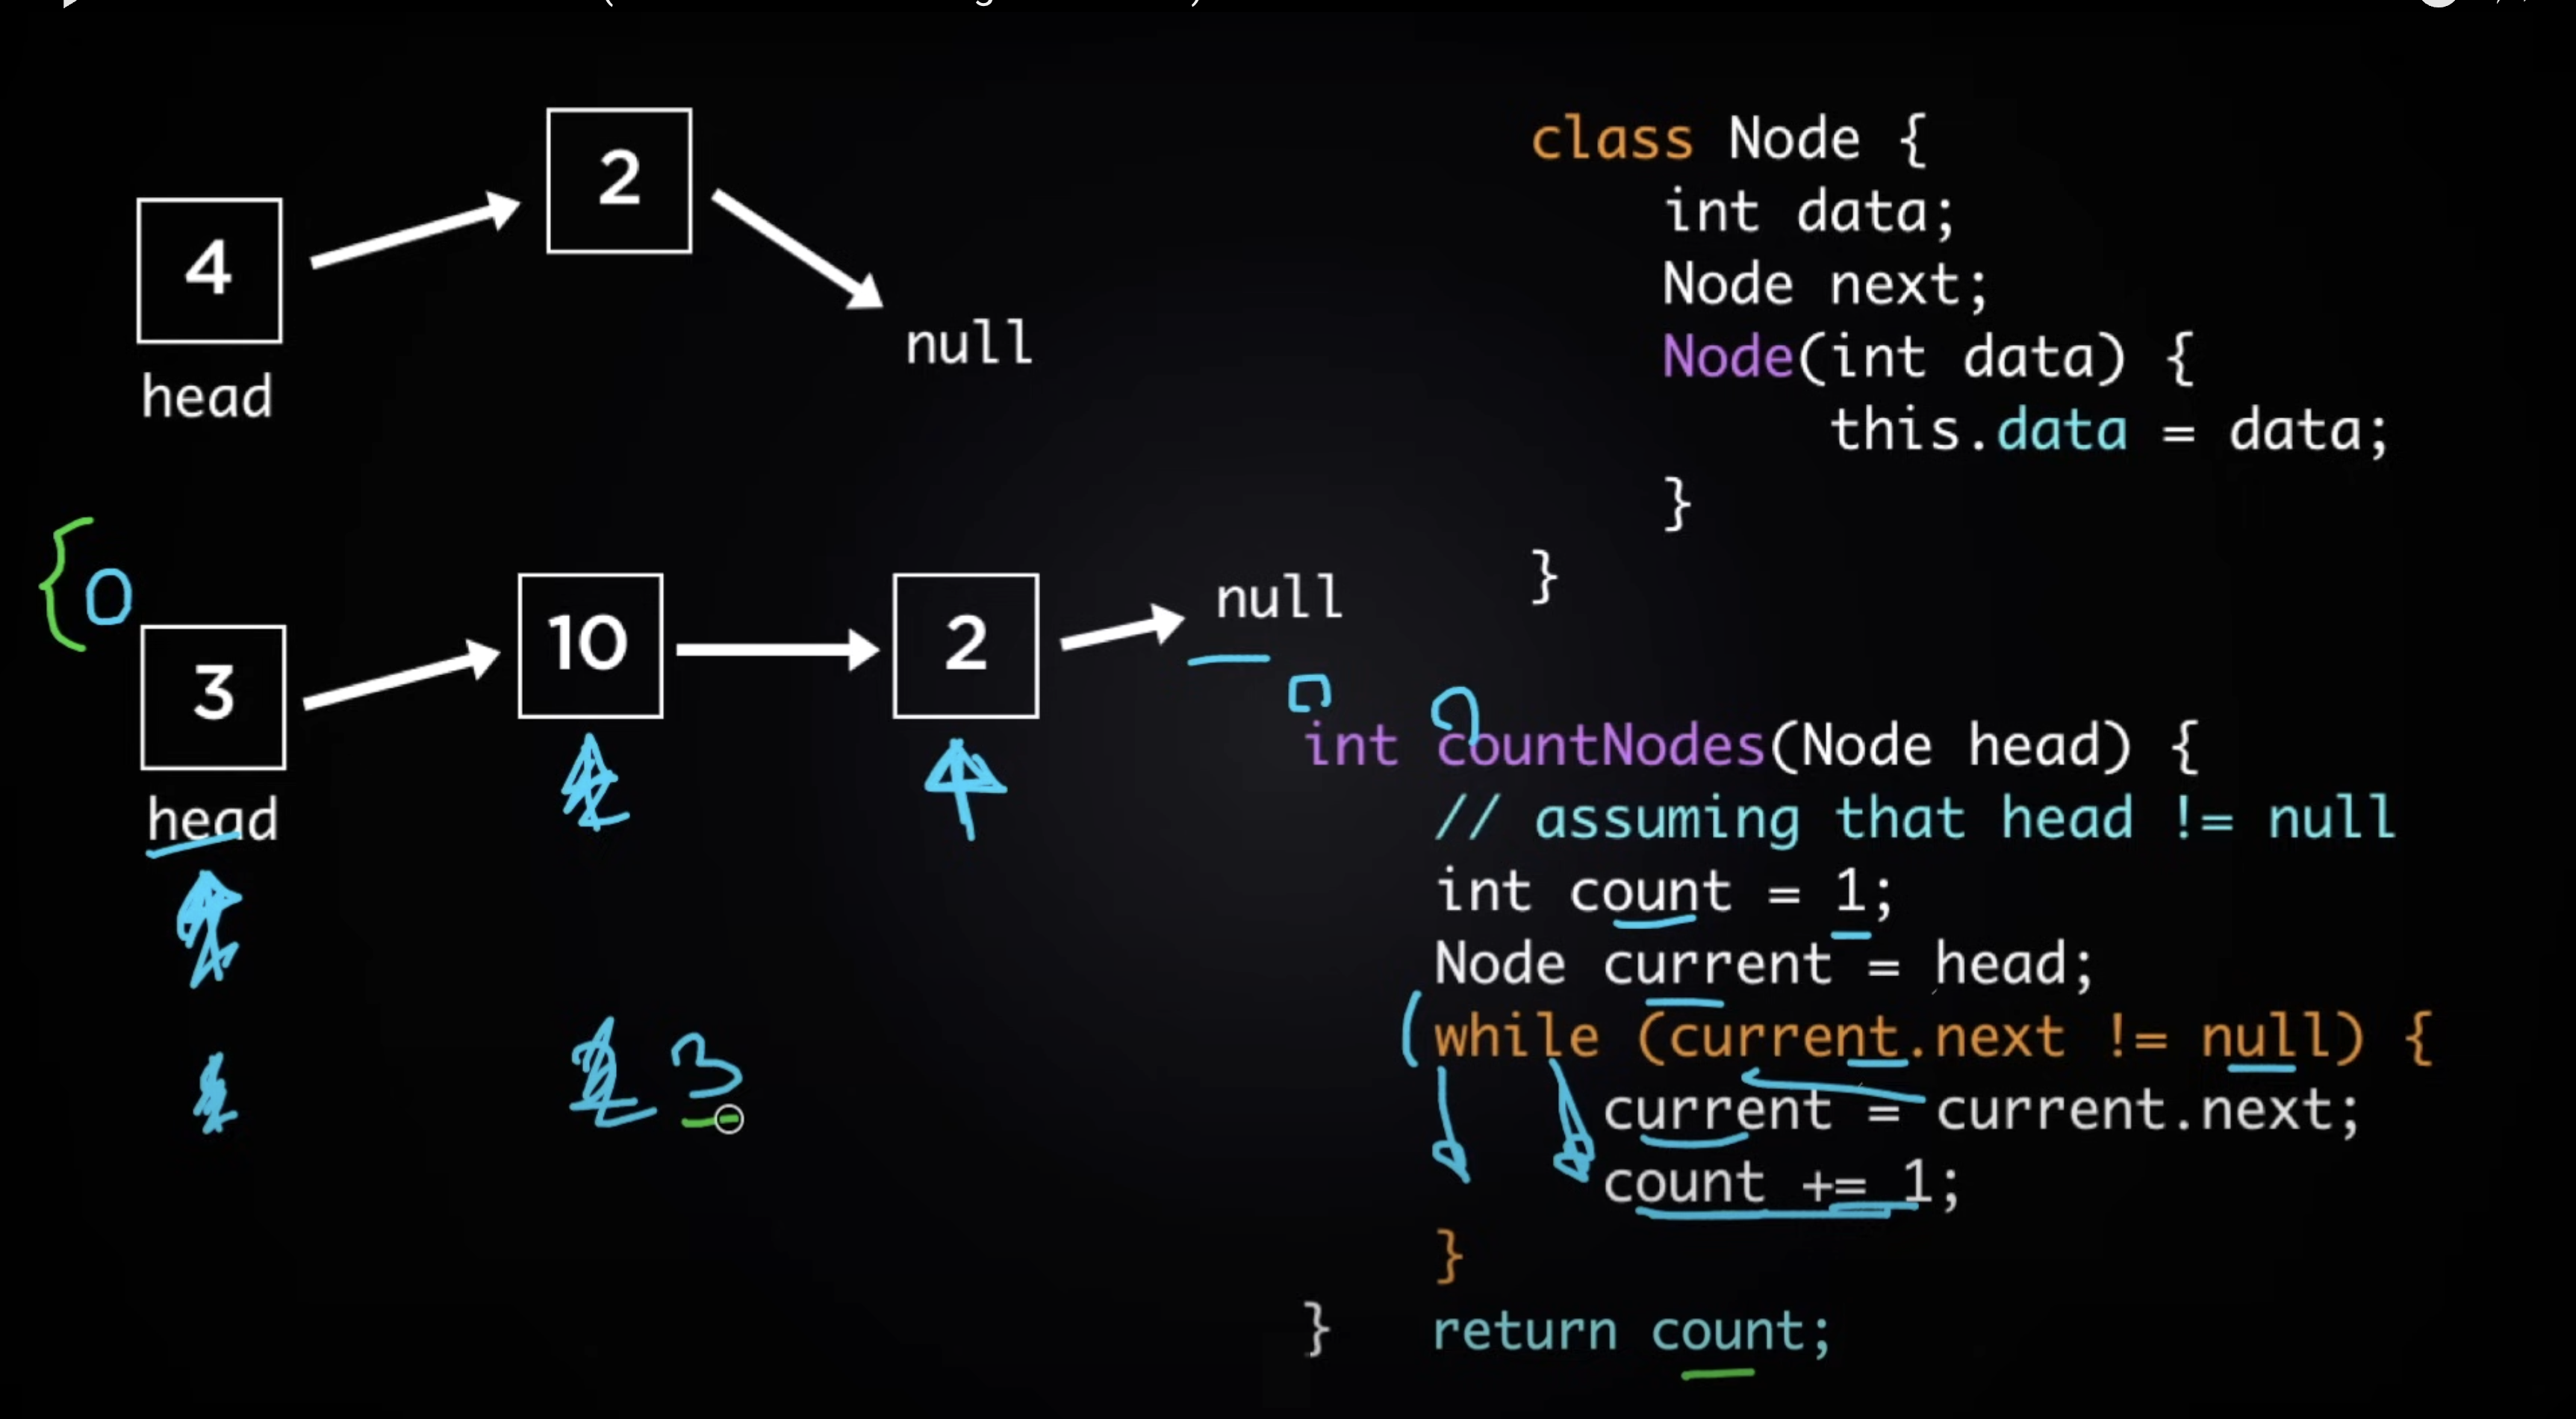 4
head
2
null
0
3
head
10
2
null
3
class Node {
int data;
Node next;
Node(int data) {
this.data = data;
}
}
int countNodes(Node head) {
// assuming that head != null
int count = 1;
Node current = head;
while (current.next != null) {
current = current.next;
count += 1;
}
} return count;